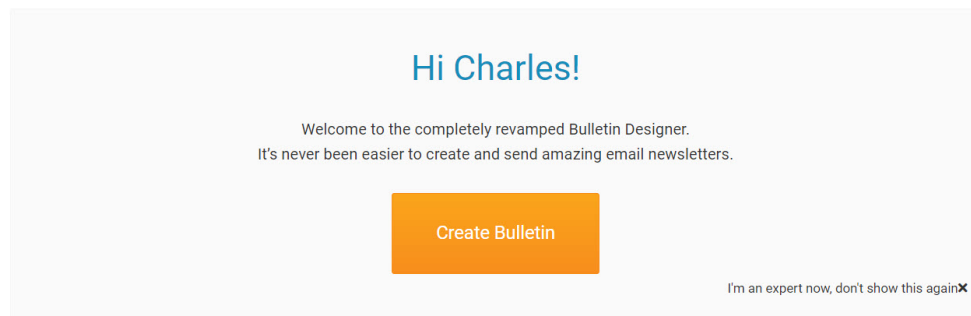 Hi Charles!
Welcome to the completely revamped Bulletin Designer.
It’s never been easier to create and send amazing email newsletters.
Create Bulletin
I'm an expert now, don't show this again✕